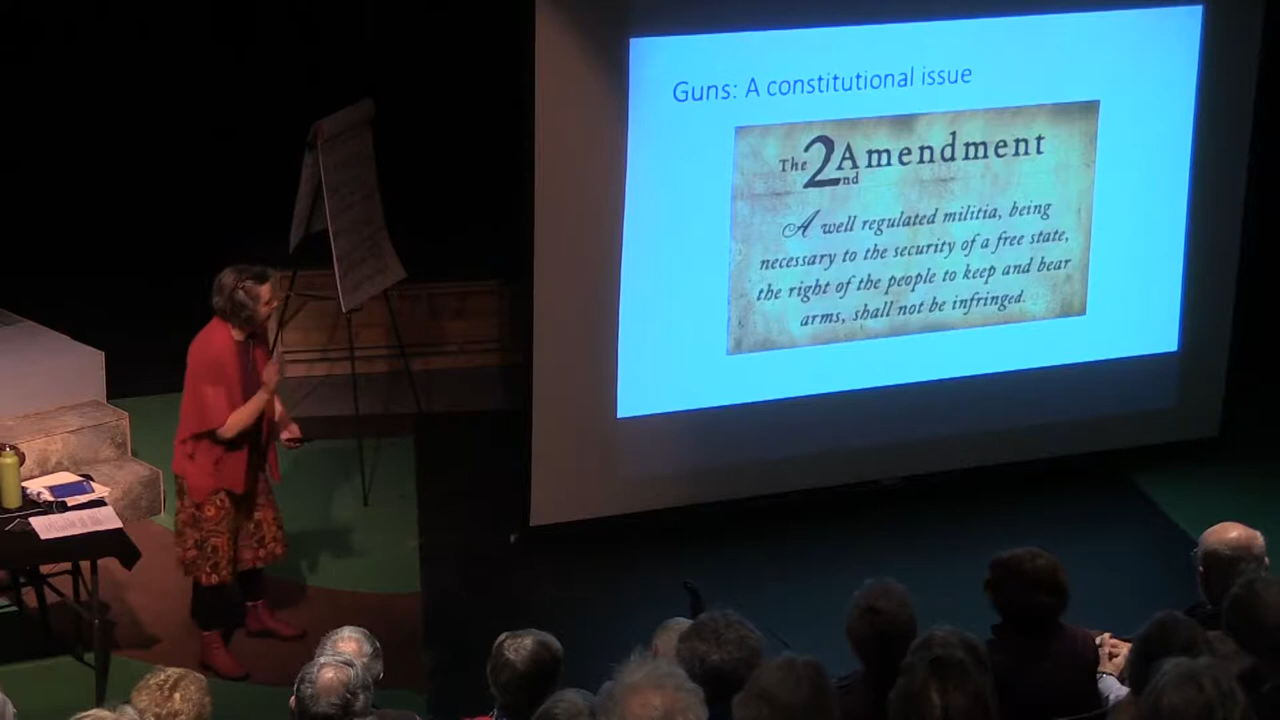 Guns: A constitutional issue
The 2nd Amendment
A well regulated militia, being
necessary to the security of a free state,
the right of the people to keep and bear
arms, shall not be infringed.